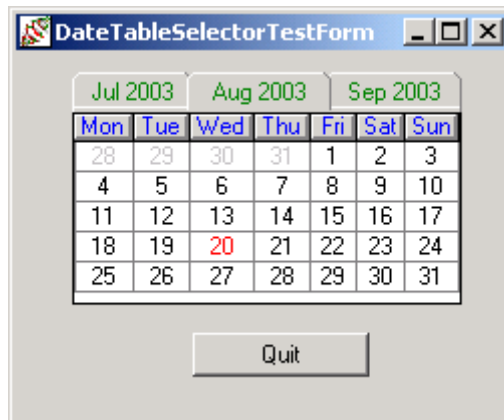 DateTableSelectorTestForm
Jul 2003 Aug 2003 Sep 2003
Mon Tue Wed Thu Fri Sat Sun
28 29 30 31 1 2 3
4 5 6 7 8 9 10
11 12 13 14 15 16 17
18 19 20 21 22 23 24
25 26 27 28 29 30 31
Quit